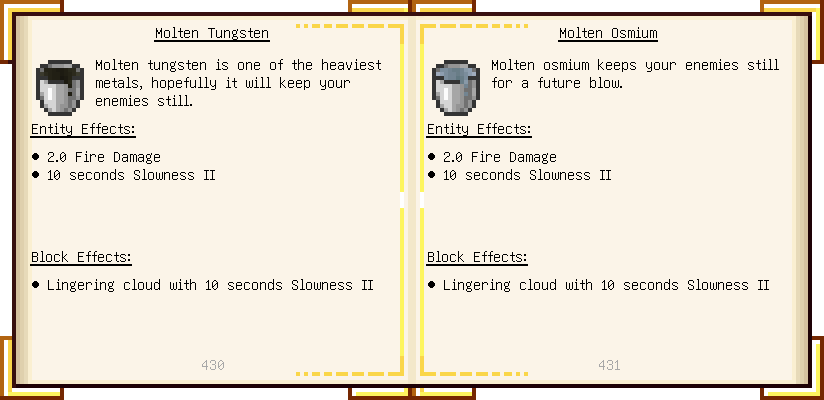 Molten Tungsten
Molten tungsten is one of the heaviest
metals, hopefully it will keep your
enemies still.
Entity Effects:
● 2.0 Fire Damage
● 10 seconds Slowness II
Block Effects:
● Lingering cloud with 10 seconds Slowness II
430
Molten Osmium
Molten osmium keeps your enemies still
for a future blow.
Entity Effects:
● 2.0 Fire Damage
● 10 seconds Slowness II
Block Effects:
● Lingering cloud with 10 seconds Slowness II
431